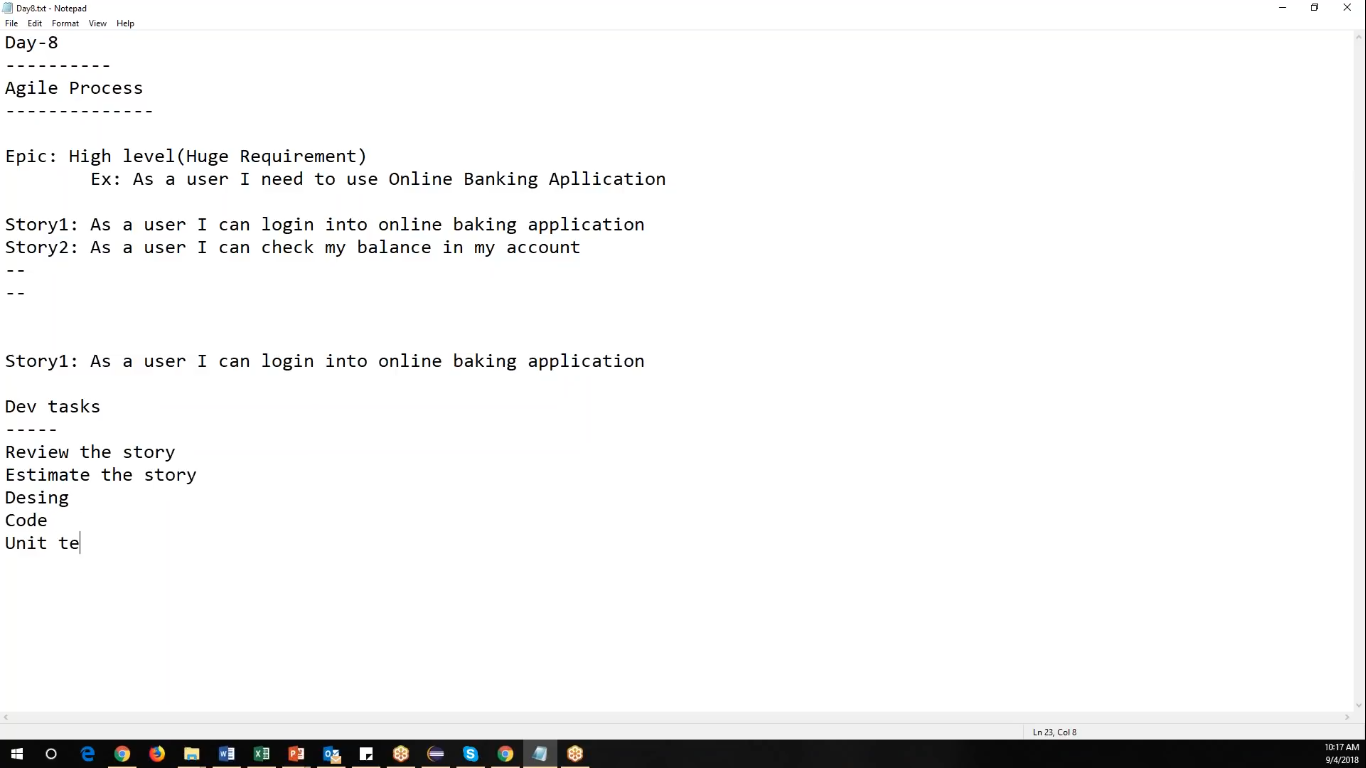 Day8.txt - Notepad
File Edit Format View Help
Day-8
----------
Agile Process
--------------
Epic: High level(Huge Requirement)
Ex: As a user I need to use Online Banking Apllication
Story1: As a user I can login into online baking application
Story2: As a user I can check my balance in my account
--
--
Story1: As a user I can login into online baking application
Dev tasks
-----
Review the story
Estimate the story
Desing
Code
Unit te
Ln 23, Col 8
10:17 AM
9/4/2018